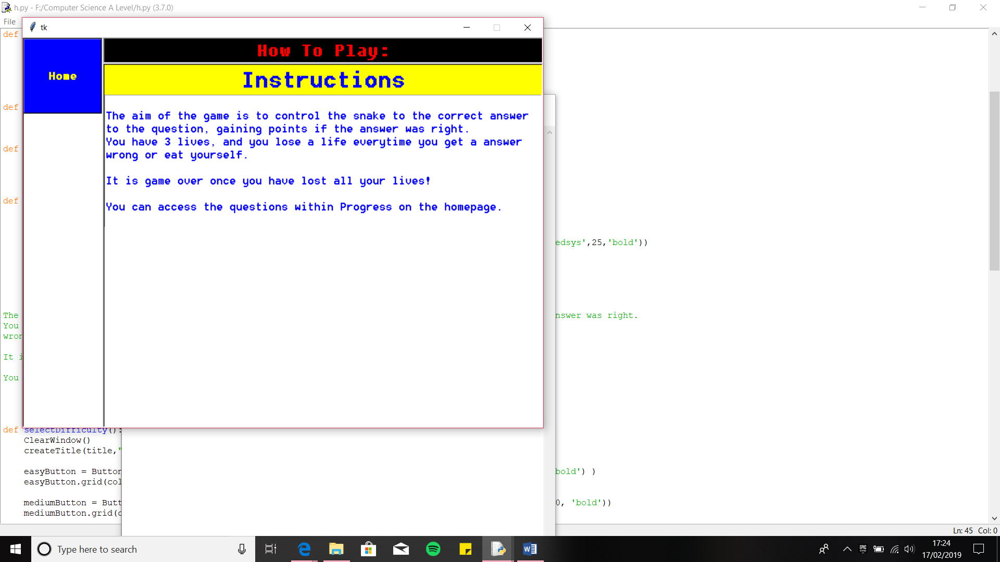 h.py - F:/Computer Science A Level/h.py (3.7.0)
File
tk
Home
How To Play:
Instructions
The aim of the game is to control the snake to the correct answer
to the question, gaining points if the answer was right.
You have 3 lives, and you lose a life everytime you get a answer
wrong or eat yourself.
It is game over once you have lost all your lives!
You can access the questions within Progress on the homepage.
def
def
def
def
edsys',25,'bold'))
The nswer was right.
You
wron
It i
You
def selectDifficulty():
ClearWindow()
createTitle(title,"
easyButton = Button bold') )
easyButton.grid(col
mediumButton = Butt 0, 'bold'))
mediumButton.grid(c
Ln: 45 Col: 0
Type here to search
EPIC GAMES
17:24
17/02/2019